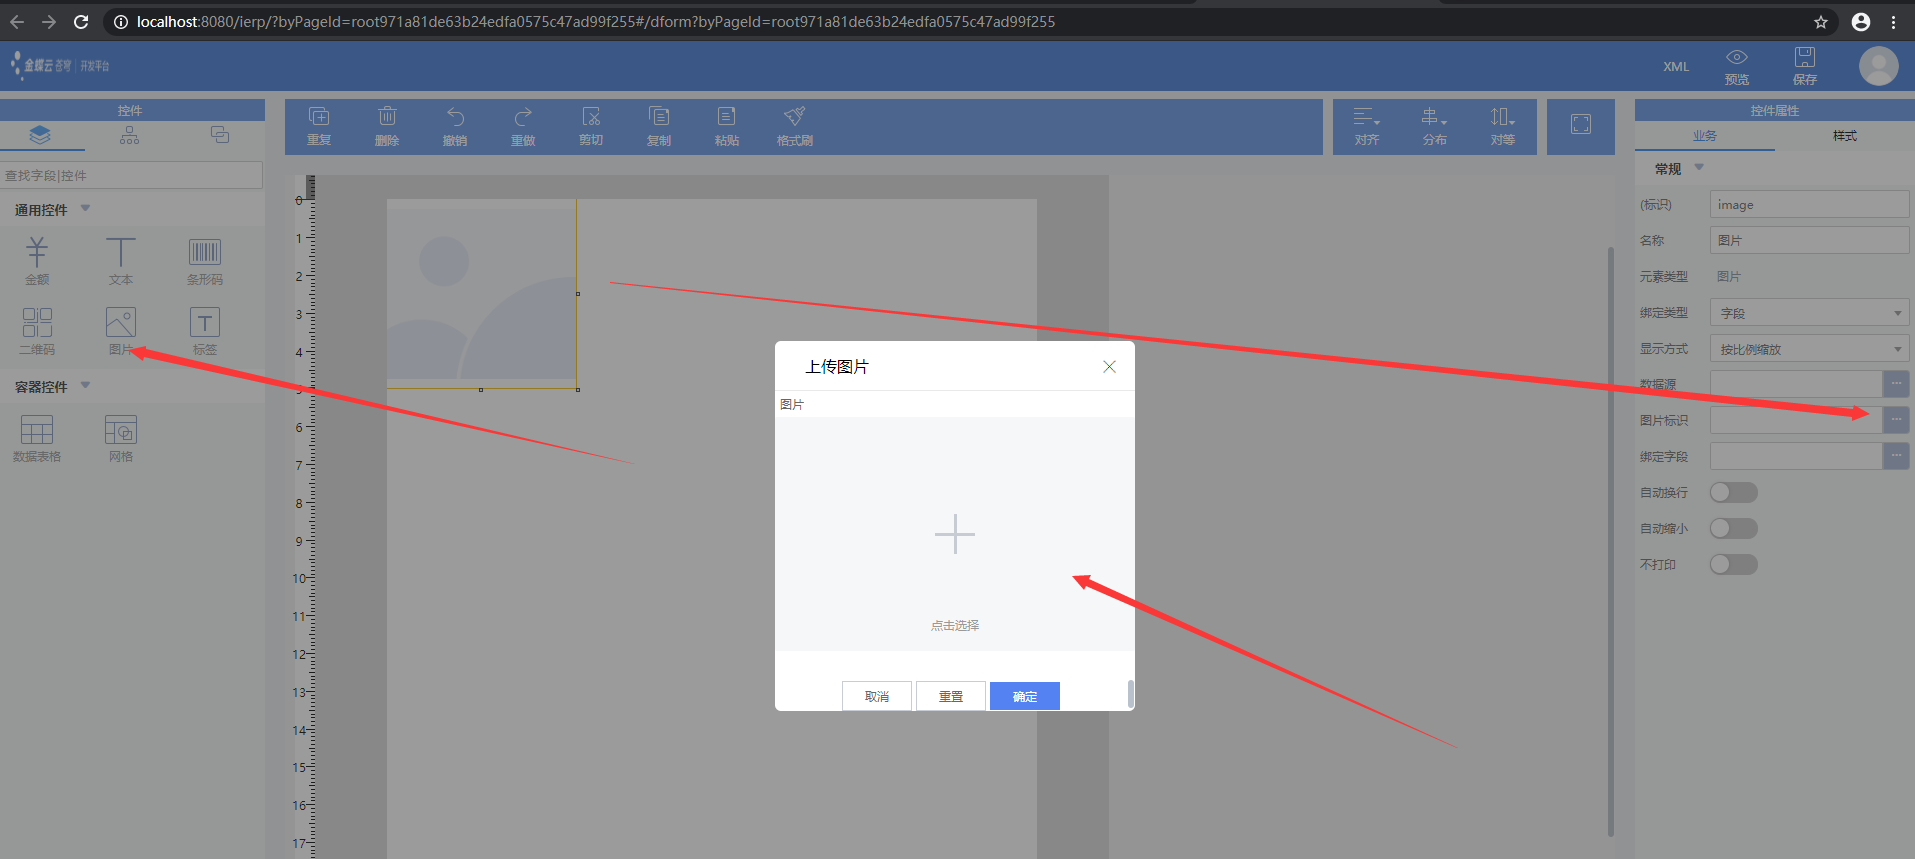 localhost:8080/ierp/?byPageId=root971a81de63b24edfa0575c47ad99f255#/dform?byPageId=root971a81de63b24edfa0575c47ad99f255
金蝶云 苍穹 | 开发平台
XML
预览
保存
控件
查找字段|控件
通用控件
金额
文本
条形码
二维码
图片
标签
容器控件
数据表格
网格
重复
删除
撤销
重做
剪切
复制
粘贴
格式刷
对齐
分布
对等
0
1
2
3
4
5
6
7
8
9
10
11
12
13
14
15
16
17
上传图片
图片
点击选择
取消
重置
确定
控件属性
业务
样式
常规
(标识)
image
名称
图片
元素类型
图片
绑定类型
字段
显示方式
按比例缩放
数据源
图片标识
绑定字段
自动换行
自动缩小
不打印